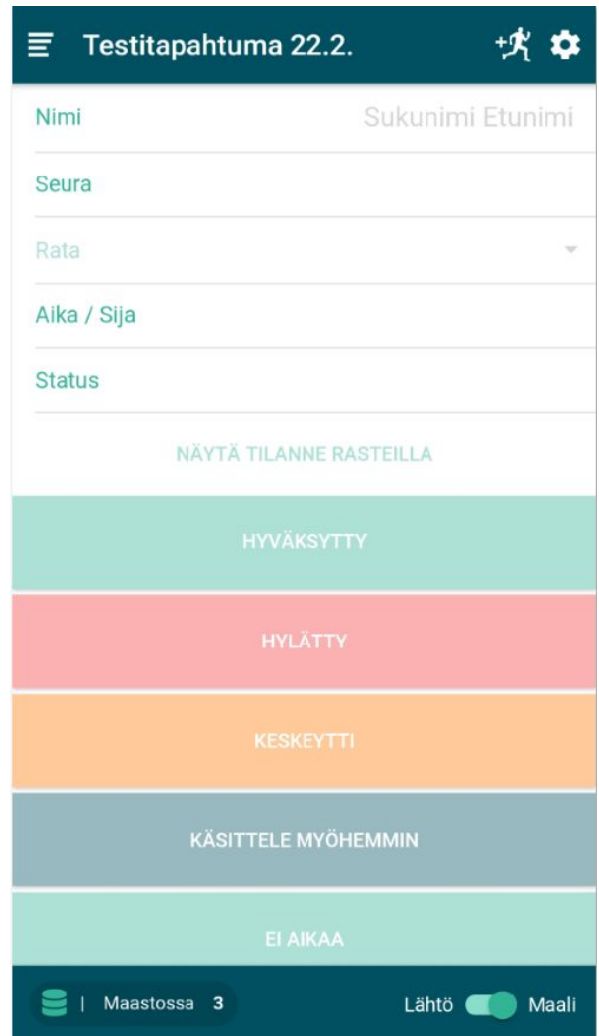 Testitapahtuma 22.2.
Nimi Sukunimi Etunimi
Seura
Rata
Aika / Sija
Status
NÄYTÄ TILANNE RASTEILLA
HYVÄKSYTTY
HYLÄTTY
KESKEYTTI
KÄSITTELE MYÖHEMMIN
EI AIKAA
| Maastossa 3 Lähtö Maali